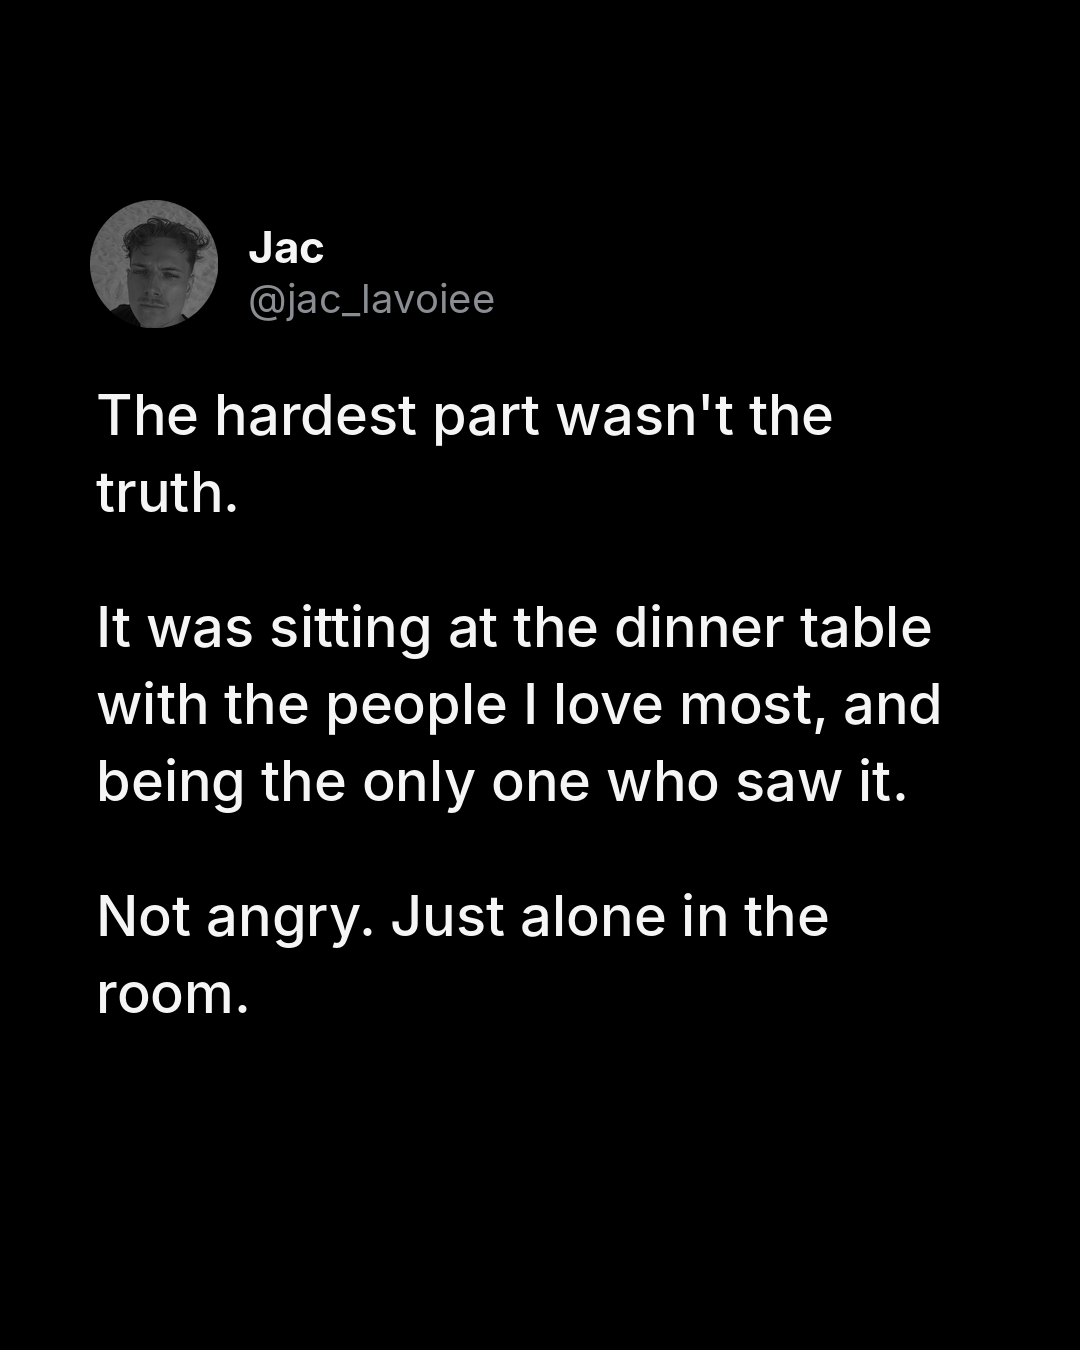 Jac
@jac_lavoiee
The hardest part wasn't the
truth.
It was sitting at the dinner table
with the people I love most, and
being the only one who saw it.
Not angry. Just alone in the
room.